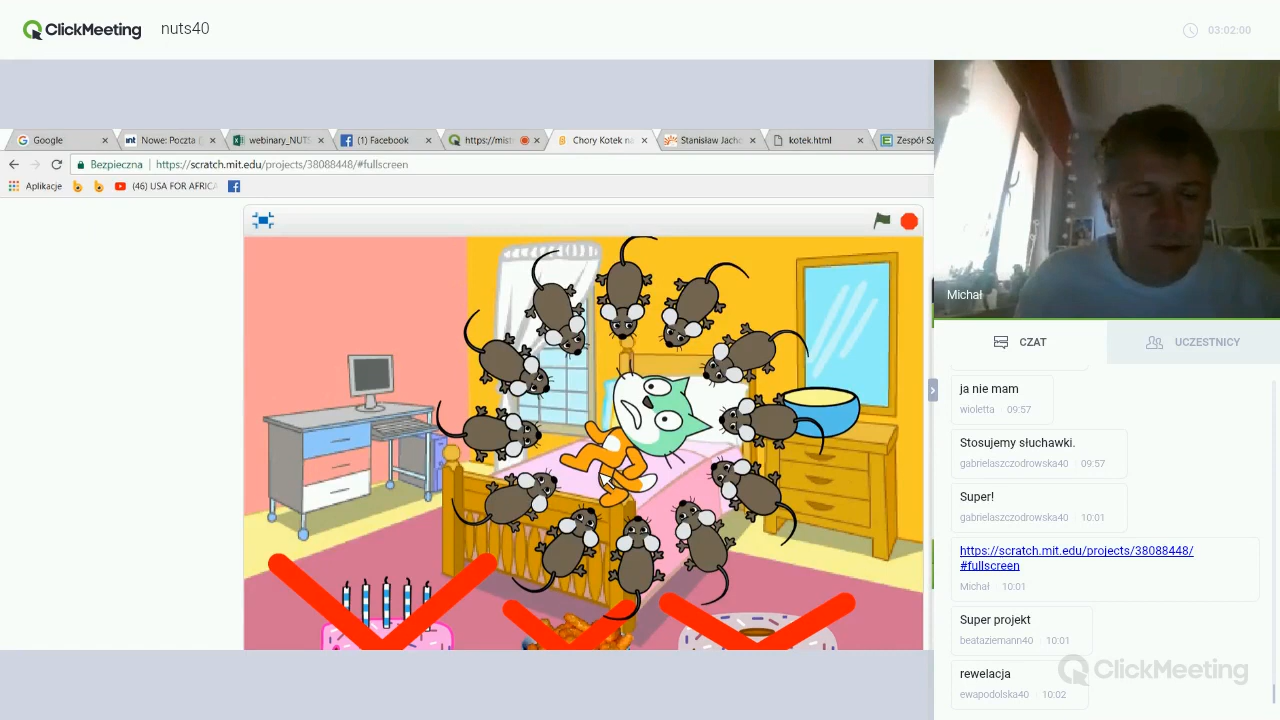 ClickMeeting
nuts40
03:02:00
Google
int Nowe: Poczta
webinary_NUTS
(1) Facebook
https://mist
Chory Kotek na
Stanisław Jach
kotek.html
Zespół Sz
Bezpieczna
https://scratch.mit.edu/projects/38088448/#fullscreen
Aplikacje
(46) USA FOR AFRICA
Michał
CZAT
UCZESTNICY
ja nie mam
wioletta 09:57
Stosujemy słuchawki.
gabrielaszczodrowska40 09:57
Super!
gabrielaszczodrowska40 10:01
https://scratch.mit.edu/projects/38088448/
#fullscreen
Michał 10:01
Super projekt
beataziemann40 10:01
rewelacja
ewapodolska40 10:02
ClickMeeting